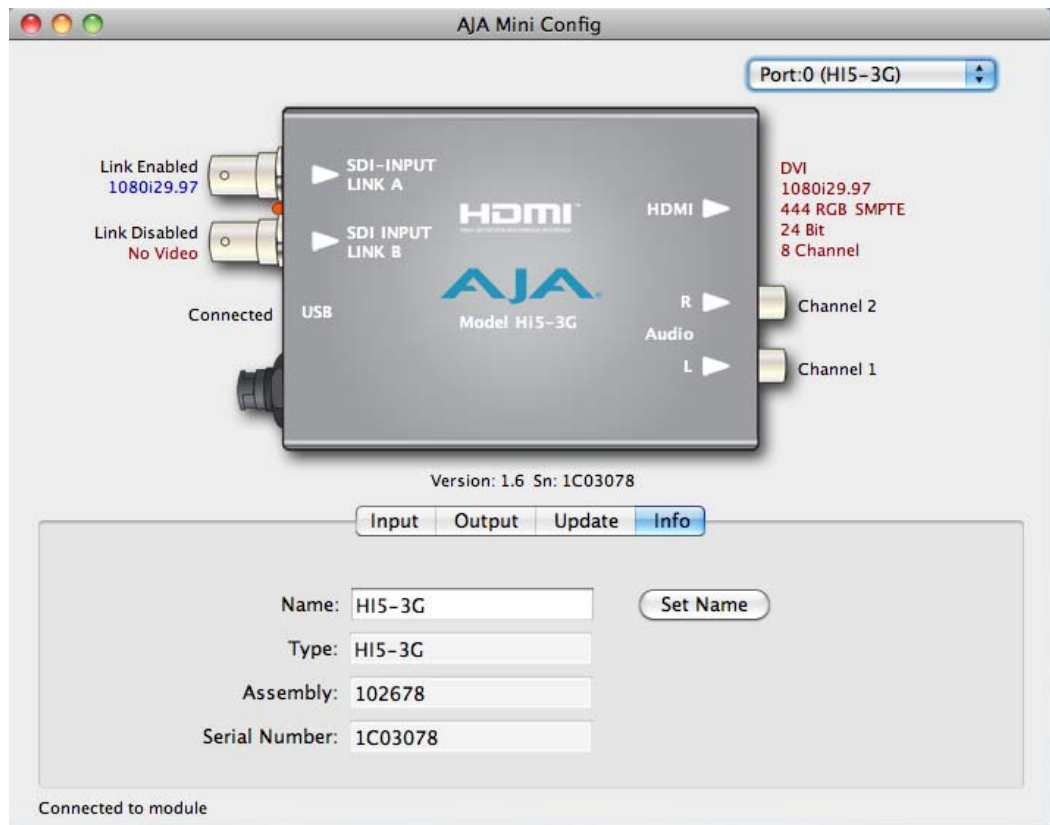 AJA Mini Config
Port:0 (HI5-3G)
Link Enabled
1080i29.97
Link Disabled
No Video
Connected
SDI-INPUT
LINK A
SDI INPUT
LINK B
USB
HDMI
AJA
Model Hi5-3G
HDMI
R
Audio
L
DVI
1080i29.97
444 RGB SMPTE
24 Bit
8 Channel
Channel 2
Channel 1
Version: 1.6 Sn: 1C03078
Input Output Update Info
Name: HI5-3G Set Name
Type: HI5-3G
Assembly: 102678
Serial Number: 1C03078
Connected to module